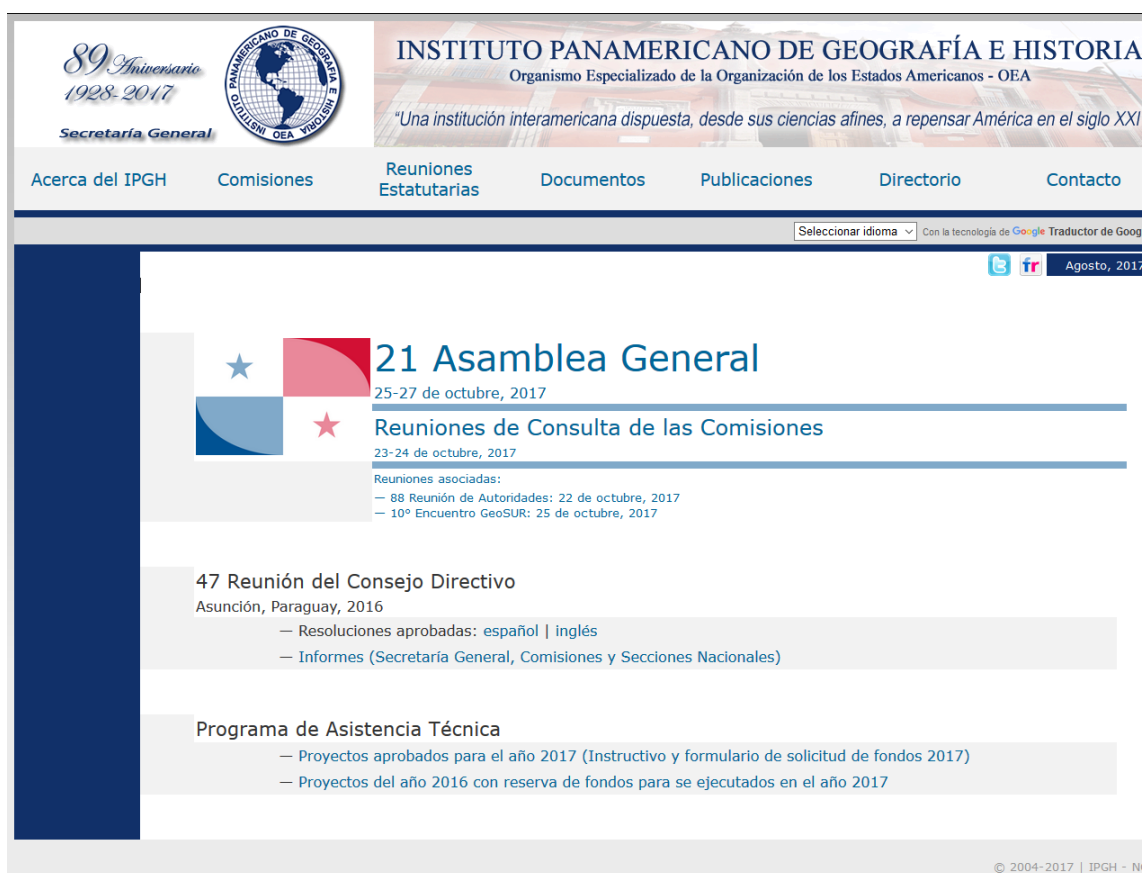 89 Aniversario
1928-2017
Secretaría General
INSTITUTO PANAMERICANO DE GEOGRAFIA E HISTORIA
OEA
INSTITUTO PANAMERICANO DE GEOGRAFÍA E HISTORIA
Organismo Especializado de la Organización de los Estados Americanos - OEA
“Una institución interamericana dispuesta, desde sus ciencias afines, a repensar América en el siglo XXI
Acerca del IPGH
Comisiones
Reuniones
Estatutarias
Documentos
Publicaciones
Directorio
Contacto
Seleccionar idioma
Con la tecnología de Google Traductor de Goog
fr
Agosto, 2017
21 Asamblea General
25-27 de octubre, 2017
Reuniones de Consulta de las Comisiones
23-24 de octubre, 2017
Reuniones asociadas:
— 88 Reunión de Autoridades: 22 de octubre, 2017
— 10º Encuentro GeoSUR: 25 de octubre, 2017
47 Reunión del Consejo Directivo
Asunción, Paraguay, 2016
— Resoluciones aprobadas: español | inglés
— Informes (Secretaría General, Comisiones y Secciones Nacionales)
Programa de Asistencia Técnica
— Proyectos aprobados para el año 2017 (Instructivo y formulario de solicitud de fondos 2017)
— Proyectos del año 2016 con reserva de fondos para se ejecutados en el año 2017
© 2004-2017 | IPGH - N